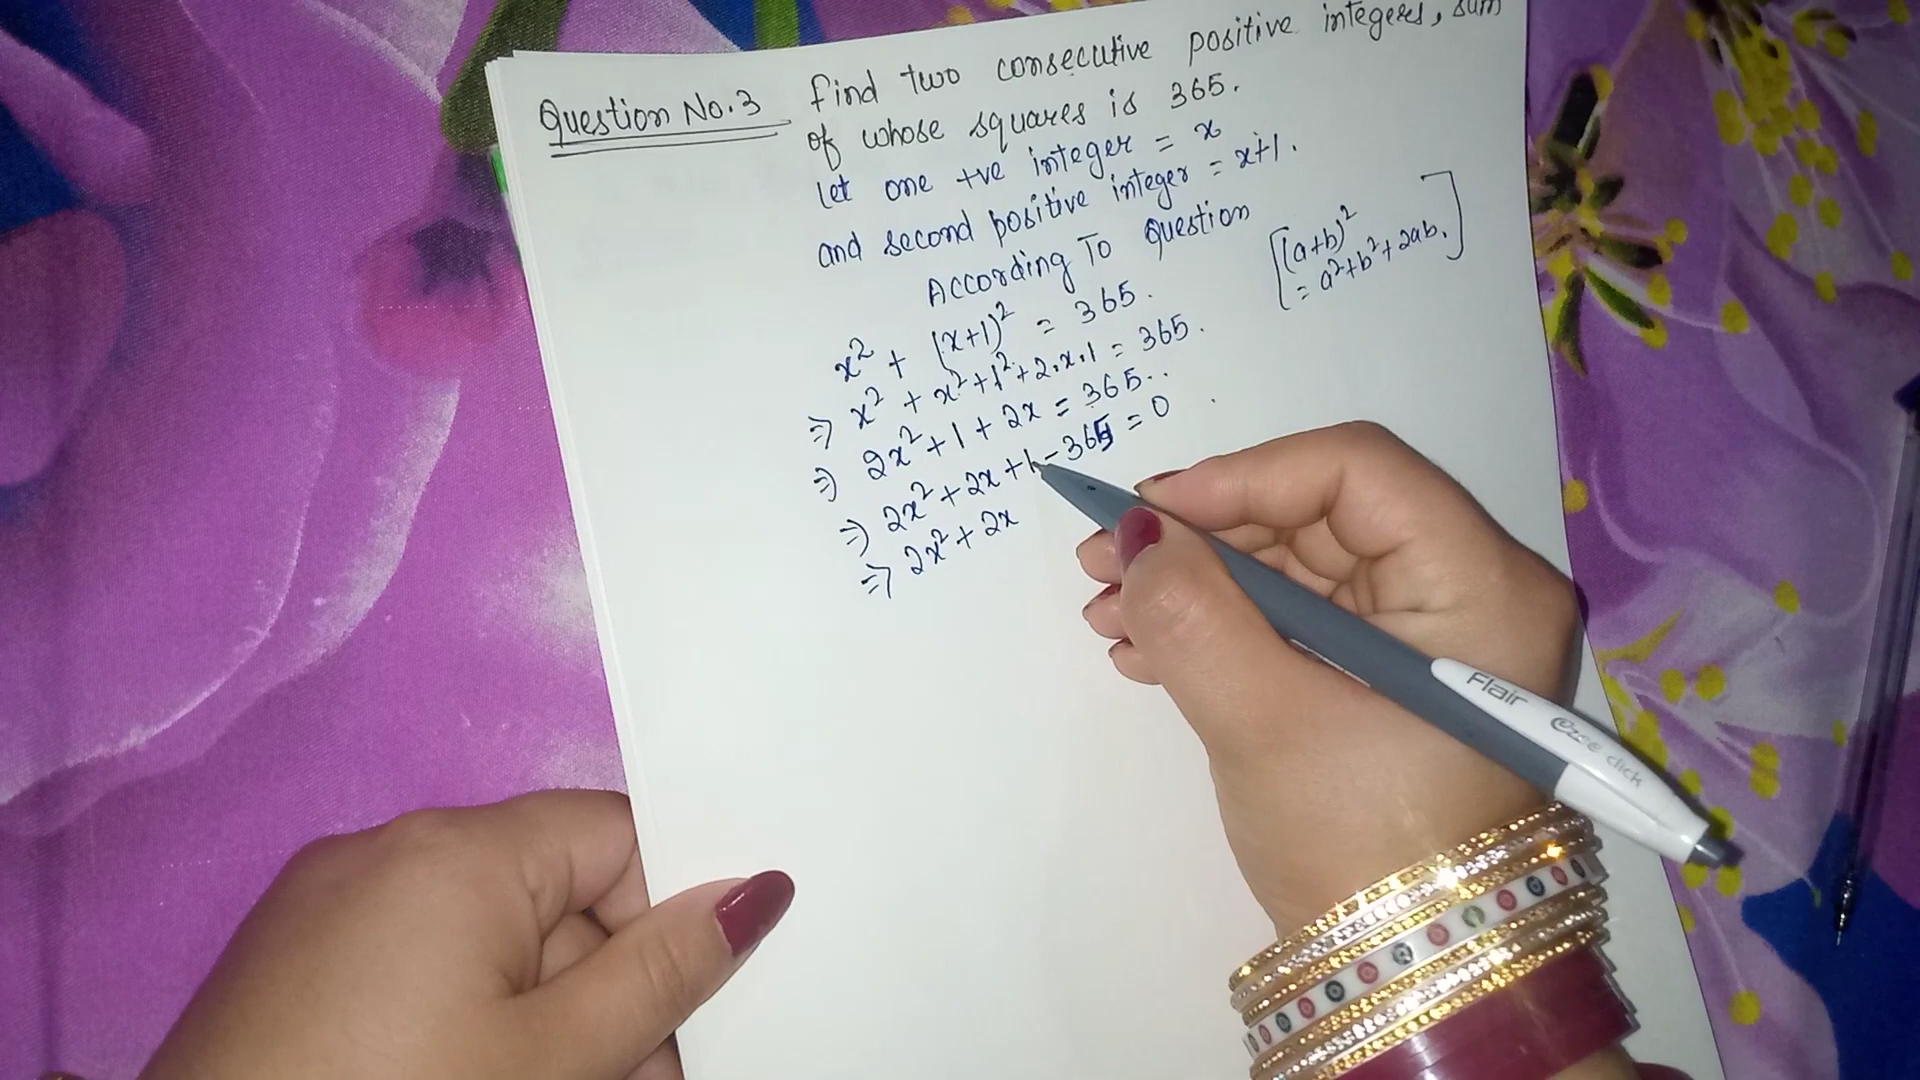 Question No.3 find two consecutive positive integers, sum
of whose squares is 365.
let one +ve integer = x
and second positive integer = x+1.
According To question
[(a+b)²
= a²+b²+2ab.]
x² + (x+1)² = 365.
⇒ x² + x²+1²+2.x.1 = 365.
⇒ 2x²+1+2x = 365..
⇒ 2x²+2x+1-365 = 0
⇒ 2x²+2x
Flair Ezee click